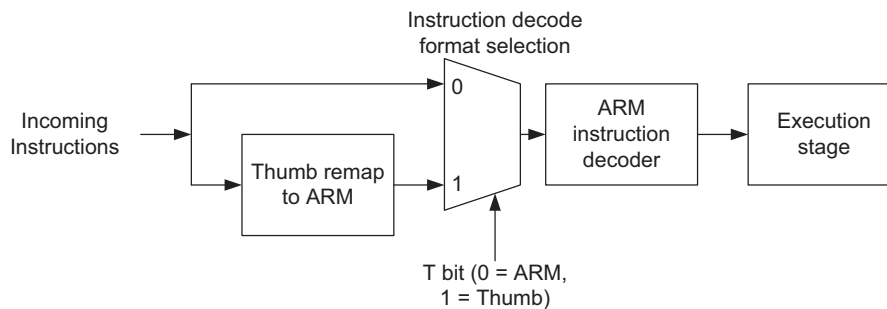 Instruction decode
format selection
Incoming
Instructions
0
Thumb remap
to ARM
1
ARM
instruction
decoder
Execution
stage
T bit (0 = ARM,
1 = Thumb)